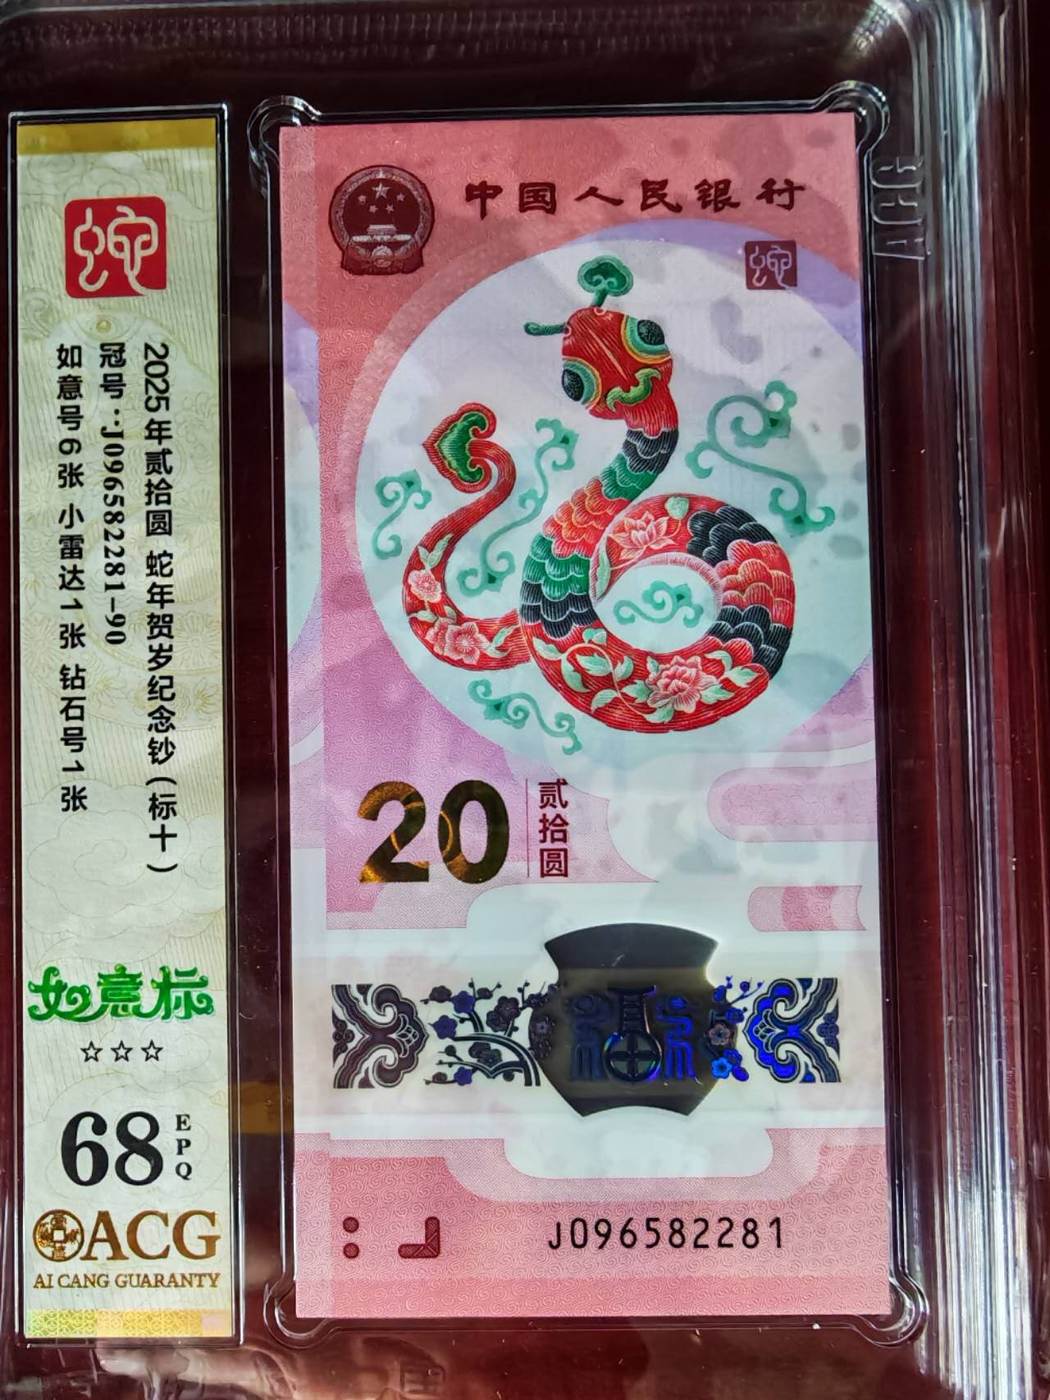 蛇
2025年贰拾圆 蛇年贺岁纪念钞（标十）
冠号：J096582281-90
如意号6张 小雷达1张 钻石号1张
如意标
☆☆☆
68
EPQ
ACG
AI CANG GUARANTY
中国人民银行
蛇
20
贰拾圆
福
J096582281
ACG